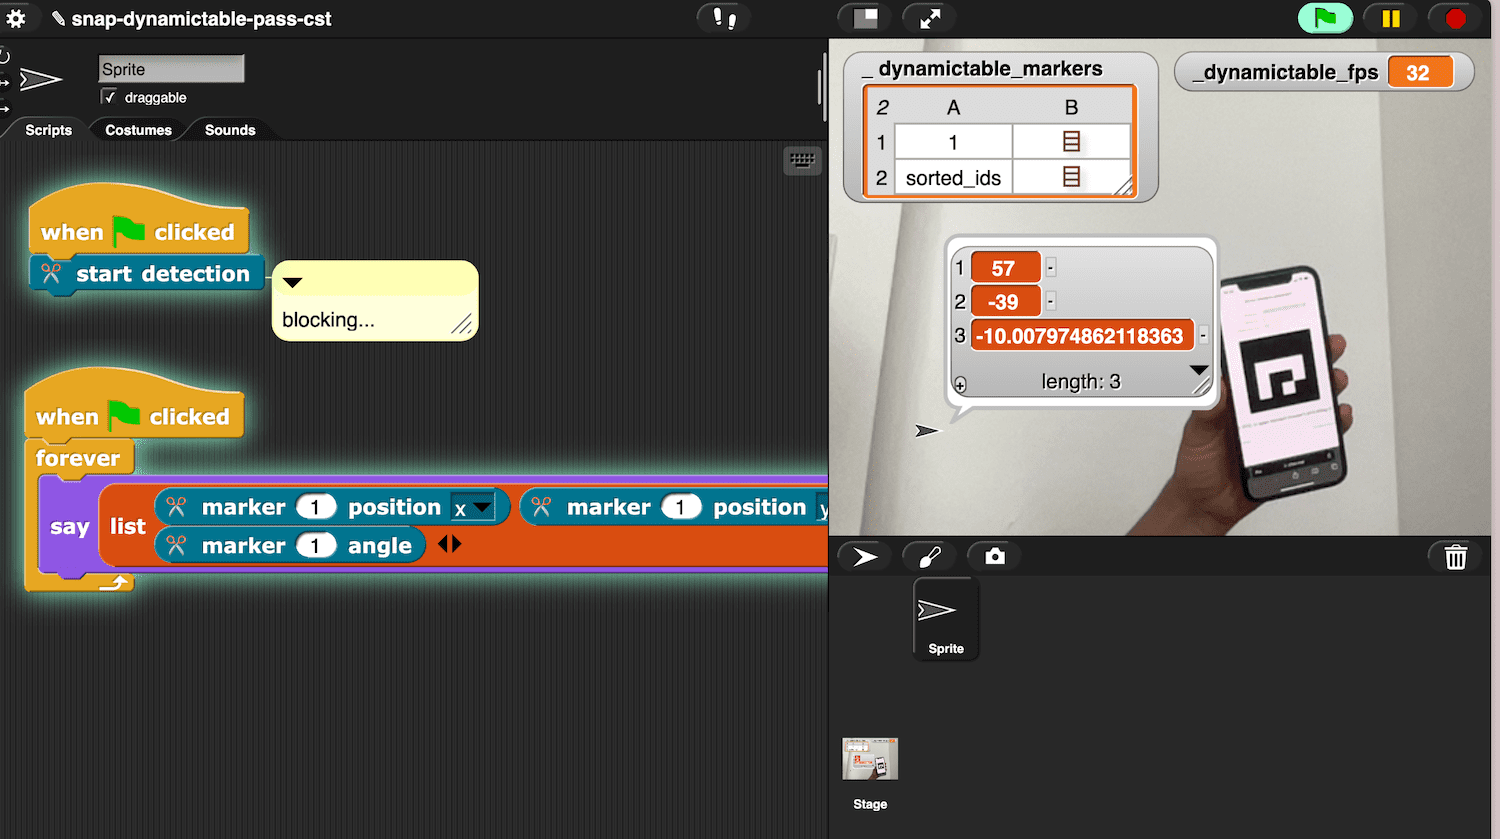 snap-dynamictable-pass-cst
Sprite
draggable
Scripts
Costumes
Sounds
when clicked
start detection
blocking...
when clicked
forever
say list marker 1 position x marker 1 position y
marker 1 angle
_dynamictable_markers
2 A B
1 1
2 sorted_ids
_dynamictable_fps 32
1 57 -
2 -39 -
3 -10.007974862118363 -
+ length: 3
Sprite
Stage